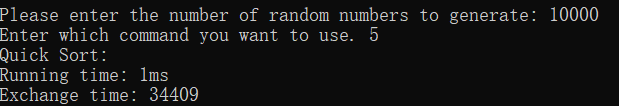 Please enter the number of random numbers to generate: 10000
Enter which command you want to use. 5
Quick Sort:
Running time: 1ms
Exchange time: 34409